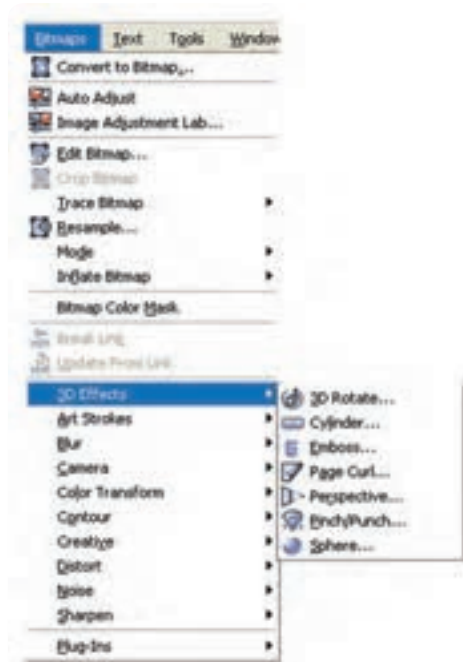 Bitmaps Text Tools Window
Convert to Bitmap...
Auto Adjust
Image Adjustment Lab...
Edit Bitmap...
Crop Bitmap
Trace Bitmap
Resample...
Mode
Inflate Bitmap
Bitmap Color Mask
Break Link
Update From Link
3D Effects
Art Strokes
Blur
Camera
Color Transform
Contour
Creative
Distort
Noise
Sharpen
Plug-Ins
3D Rotate...
Cylinder...
Emboss...
Page Curl...
Perspective...
Pinch/Punch...
Sphere...